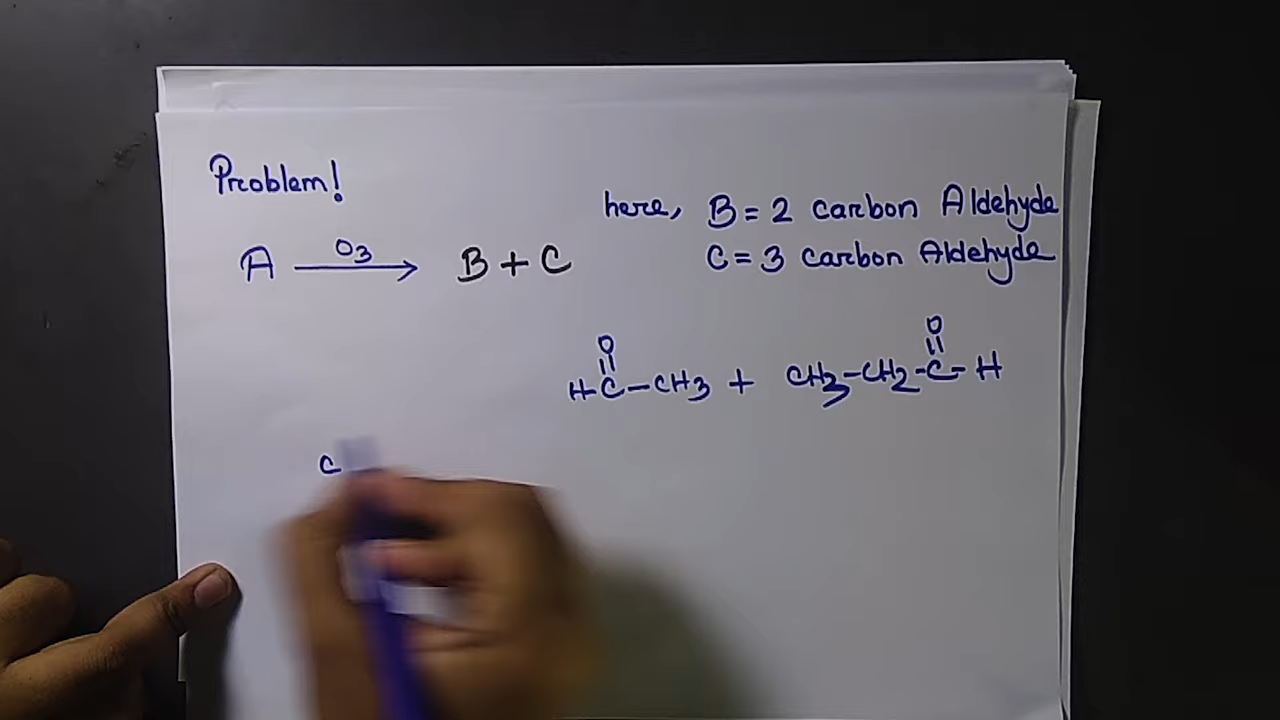 Problem!
here, B = 2 carbon Aldehyde
A O3 → B + C
C = 3 carbon Aldehyde
O O
|| ||
H-C-CH3 + CH3-CH2-C-H
C